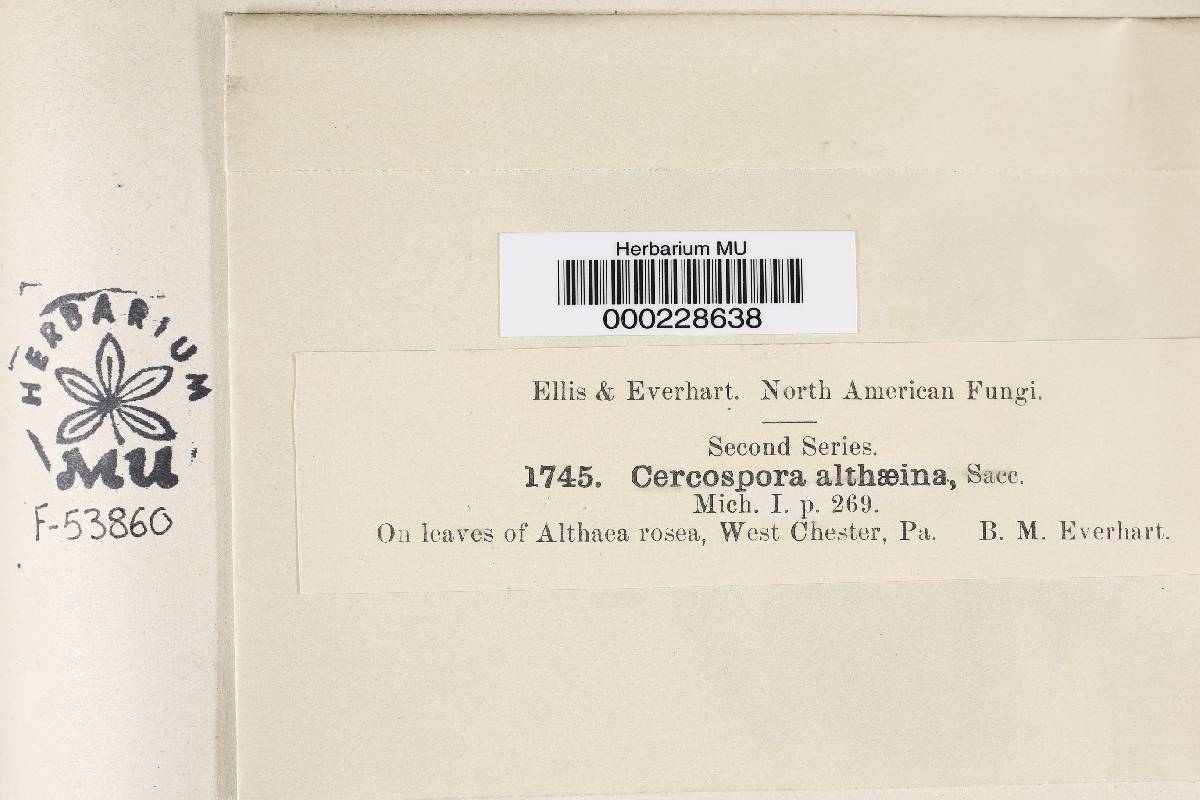 HERBARIUM
MU
F-53860
Herbarium MU
000228638
Ellis & Everhart. North American Fungi.
Second Series.
1745. Cercospora althæina, Sacc.
Mich. I. p. 269.
On leaves of Althaea rosea, West Chester, Pa. B. M. Everhart.